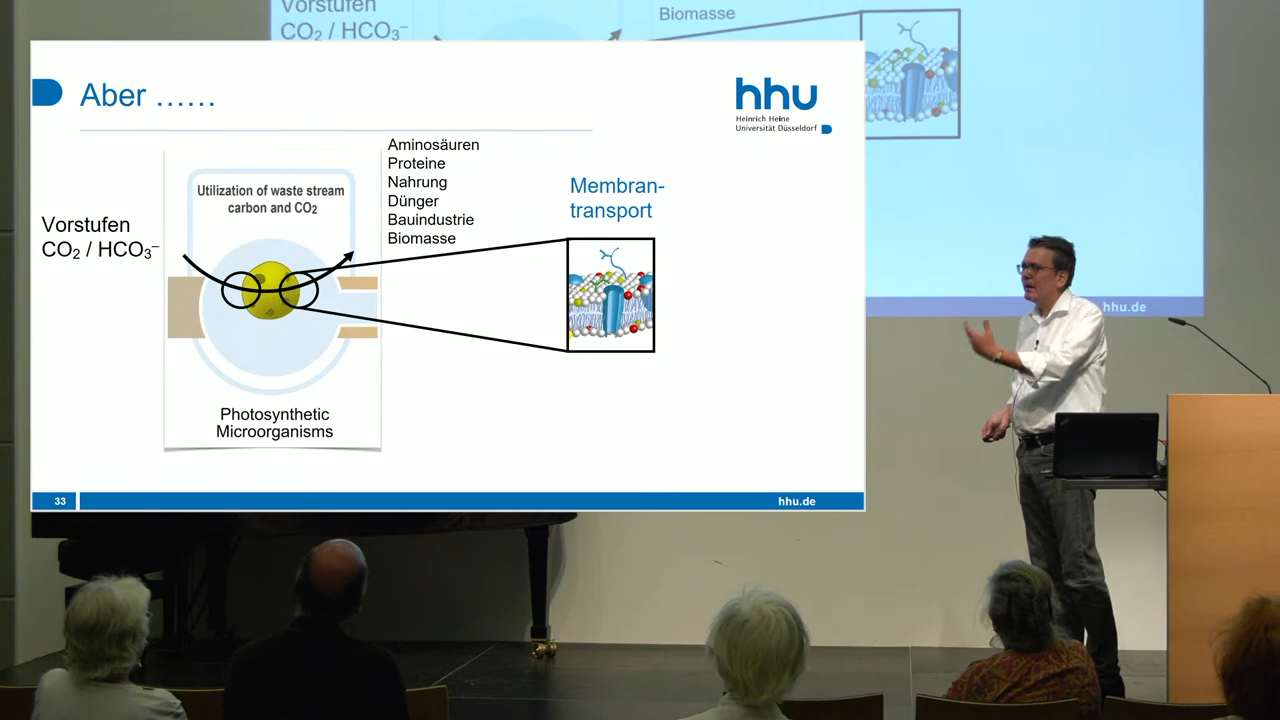 Vorstufen
CO₂ / HCO₃⁻
Biomasse
Aber ......
hhu
Heinrich Heine
Universität Düsseldorf
Aminosäuren
Proteine
Nahrung
Dünger
Bauindustrie
Biomasse
Utilization of waste stream
carbon and CO₂
Membran-
transport
Vorstufen
CO₂ / HCO₃⁻
Photosynthetic
Microorganisms
33
hhu.de
hhu.de